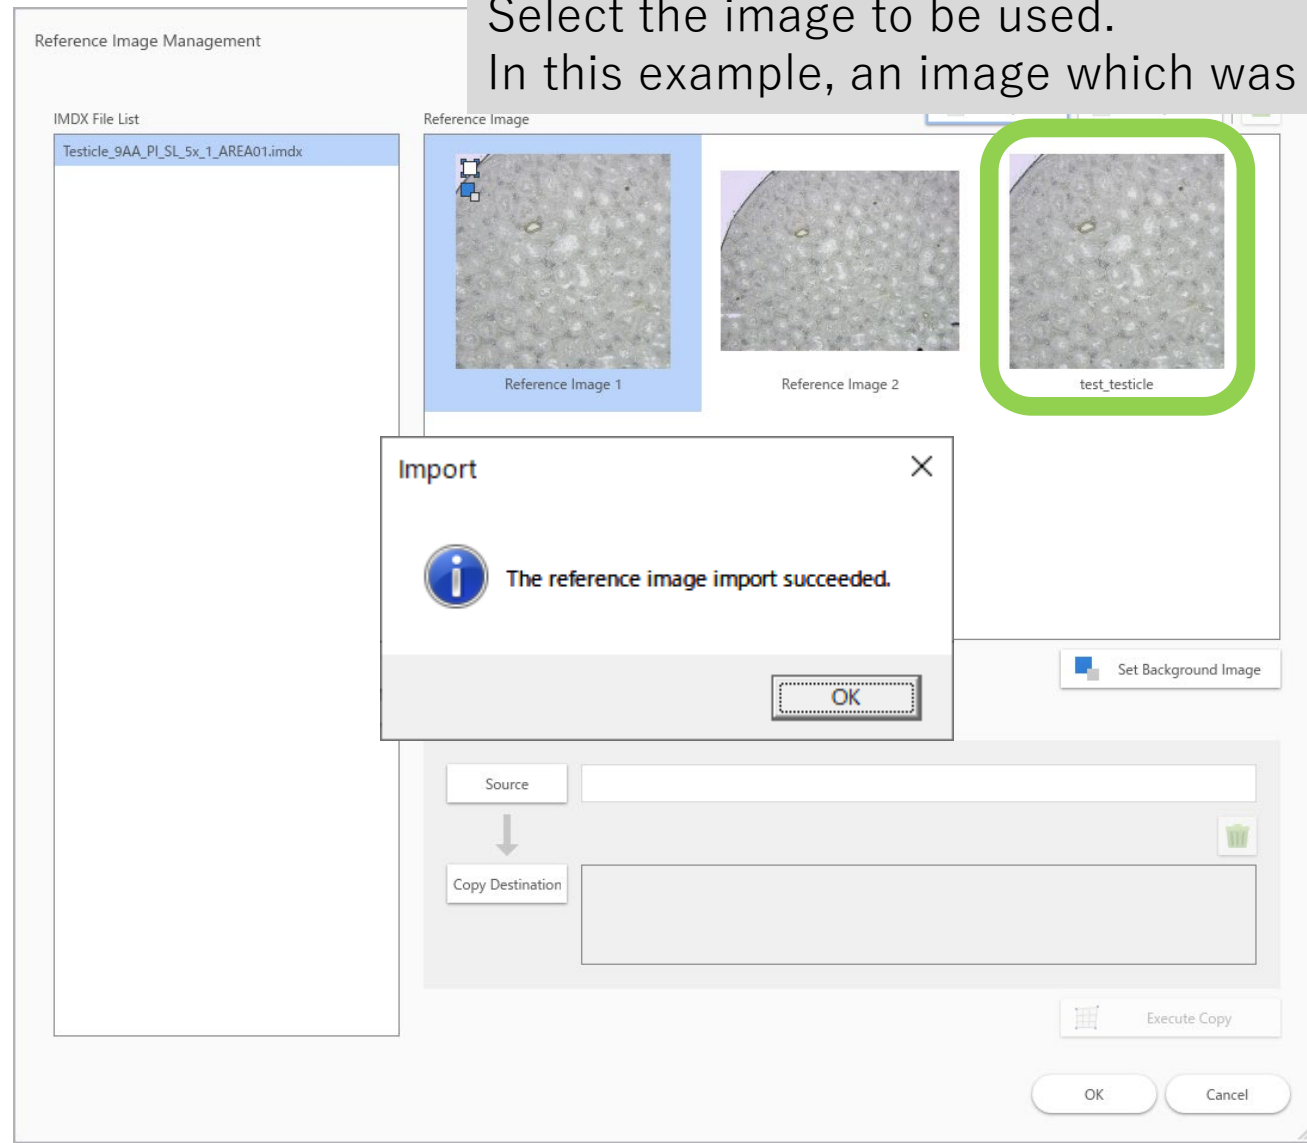 Select the image to be used.
In this example, an image which was
Reference Image Management
IMDX File List
Reference Image
Testicle_9AA_PI_SL_5x_1_AREA01.imdx
Reference Image 1
Reference Image 2
test_testicle
Import
The reference image import succeeded.
OK
Set Background Image
Source
Copy Destination
Execute Copy
OK
Cancel